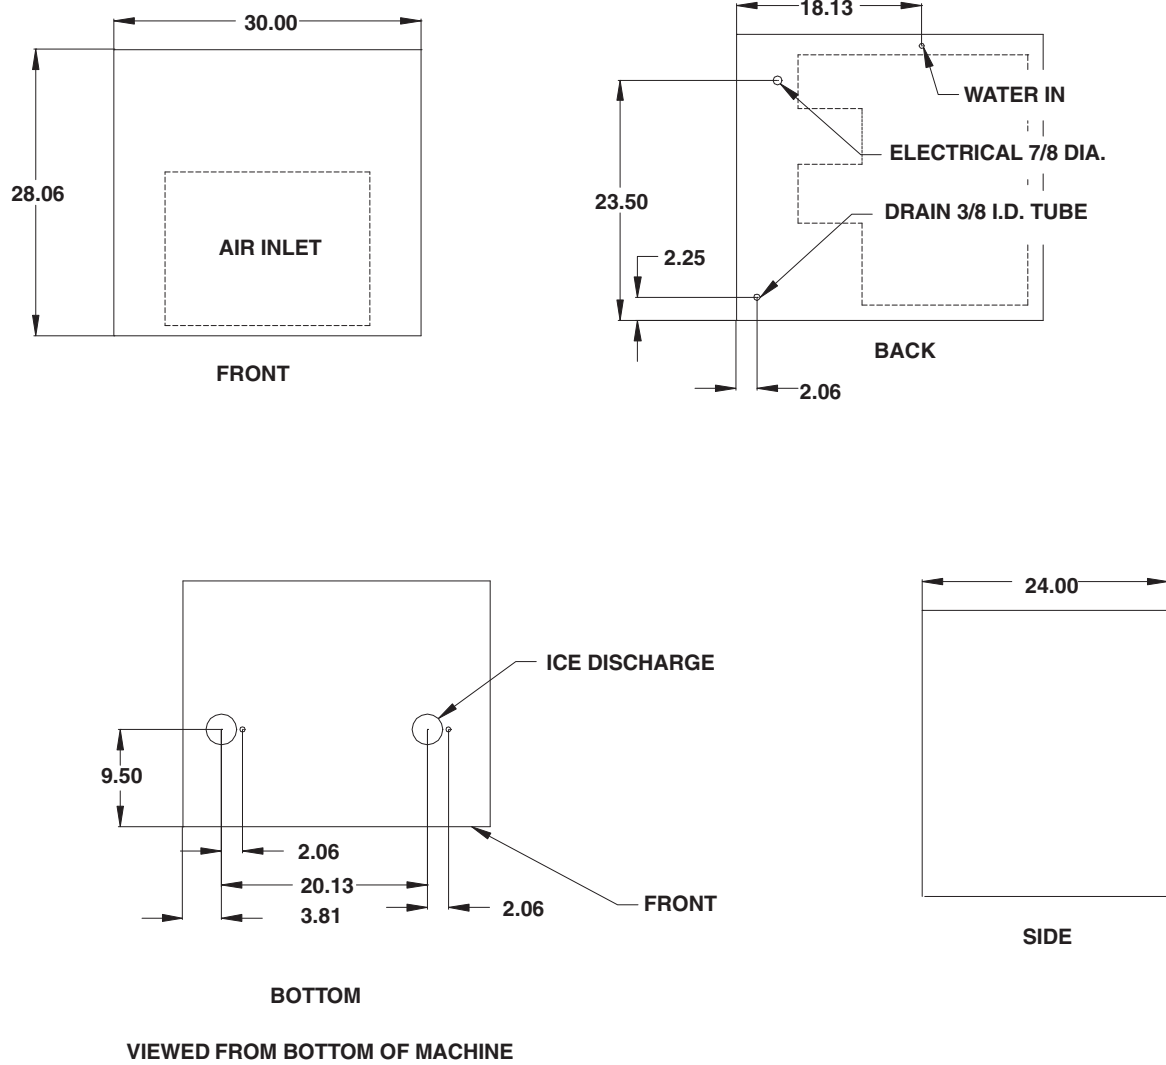 30.00
28.06
AIR INLET
FRONT
18.13
WATER IN
ELECTRICAL 7/8 DIA.
23.50
DRAIN 3/8 I.D. TUBE
2.25
BACK
2.06
ICE DISCHARGE
9.50
2.06
20.13
3.81
2.06
FRONT
BOTTOM
VIEWED FROM BOTTOM OF MACHINE
24.00
SIDE